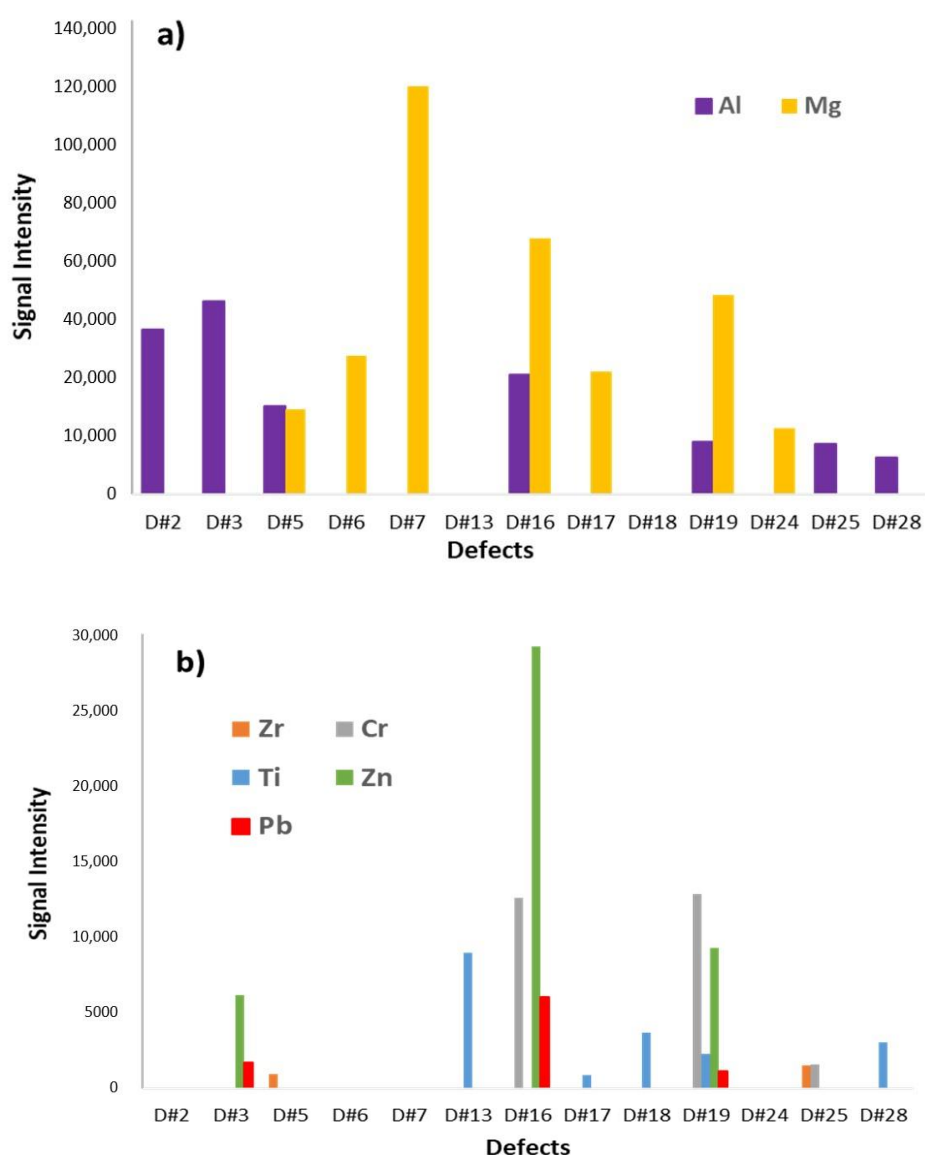 a)
140,000
120,000
100,000
80,000
60,000
40,000
20,000
10,000
0
Signal Intensity
Al Mg
D#2 D#3 D#5 D#6 D#7 D#13 D#16 D#17 D#18 D#19 D#24 D#25 D#28
Defects
b)
30,000
25,000
20,000
15,000
10,000
5000
0
Signal Intensity
Zr Cr
Ti Zn
Pb
D#2 D#3 D#5 D#6 D#7 D#13 D#16 D#17 D#18 D#19 D#24 D#25 D#28
Defects